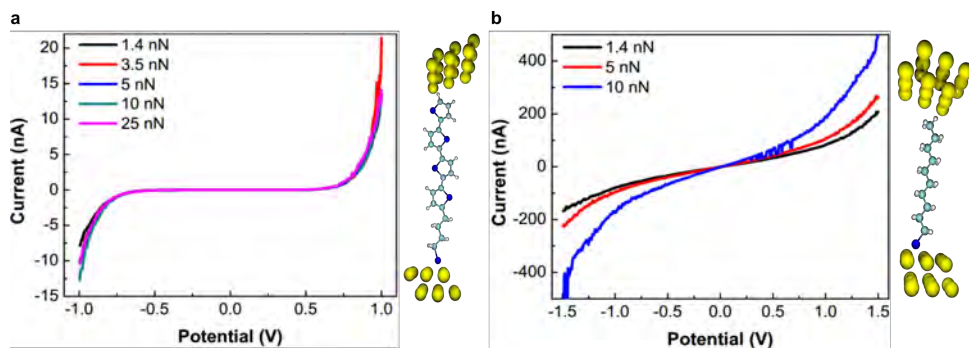 a
1.4 nN
3.5 nN
5 nN
10 nN
25 nN
Current (nA)
20
15
10
5
0
-5
-10
-15
-1.0 -0.5 0.0 0.5 1.0
Potential (V)
b
1.4 nN
5 nN
10 nN
Current (nA)
400
200
0
-200
-400
-1.5 -1.0 -0.5 0.0 0.5 1.0 1.5
Potential (V)